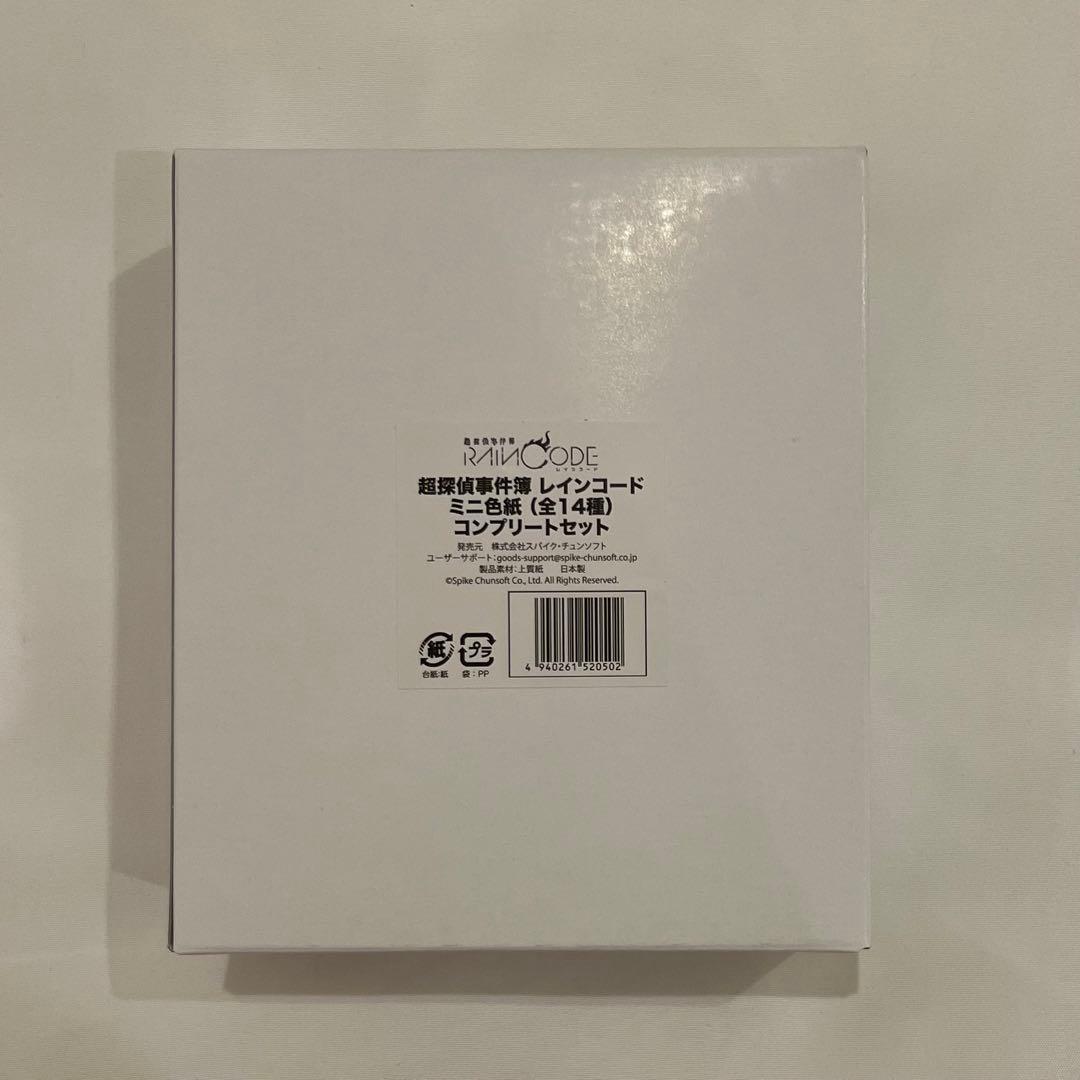 超探偵事件簿
RAINCODE
レインコード
超探偵事件簿 レインコード
ミニ色紙（全14種）
コンプリートセット
発売元　株式会社スパイク・チュンソフト
ユーザーサポート：goods-support@spike-chunsoft.co.jp
製品素材：上質紙　日本製
©Spike Chunsoft Co., Ltd. All Rights Reserved.
紙 プラ
台紙：紙 袋：PP
4 940261 520502